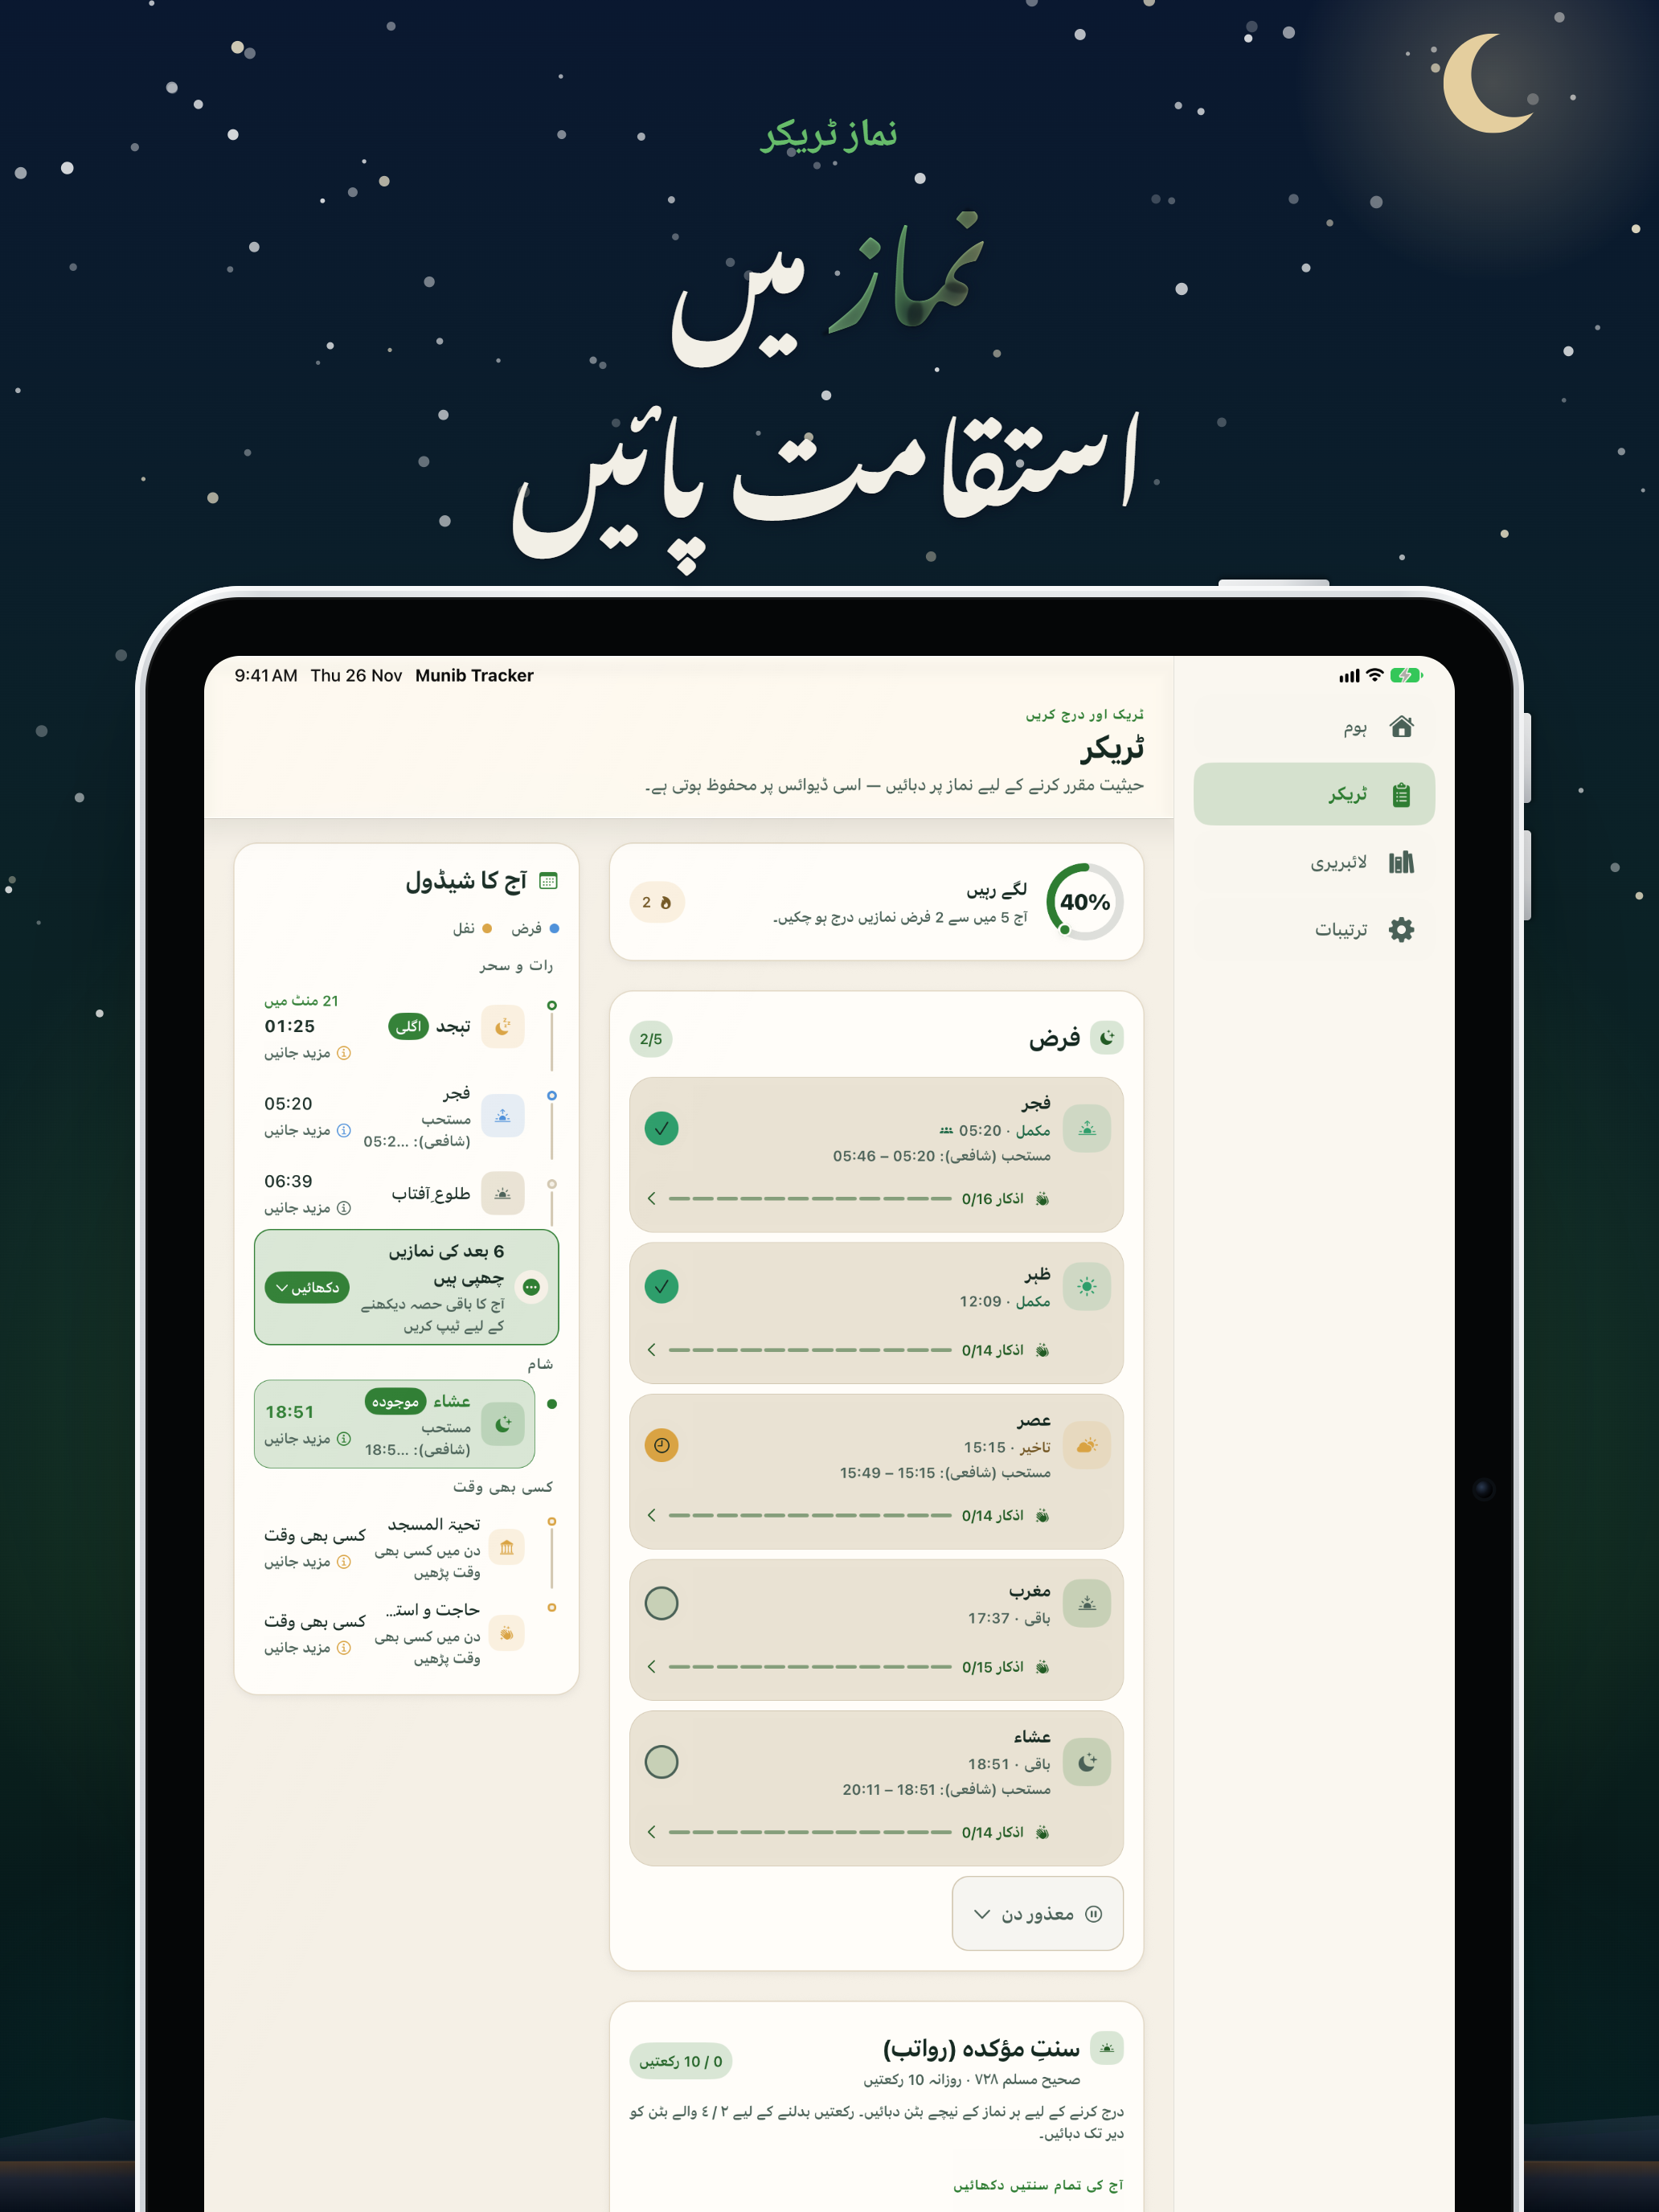 نماز ٹریکر
نماز میں
استقامت پائیں
9:41 AM Thu 26 Nov Munib Tracker
ہوم
ٹریکر
لائبریری
ترتیبات
ٹریک اور درج کریں
ٹریکر
حیثیت مقرر کرنے کے لیے نماز پر دبائیں — اسی ڈیوائس پر محفوظ ہوتی ہے۔
40%
لگے رہیں
آج 5 میں سے 2 فرض نمازیں درج ہو چکیں۔
2
فرض
2/5
فجر
مکمل · 05:20
مستحب (شافعی): 05:20 – 05:46
اذکار 0/16
ظہر
مکمل · 12:09
اذکار 0/14
عصر
تاخیر · 15:15
مستحب (شافعی): 15:15 – 15:49
اذکار 0/14
مغرب
باقی · 17:37
اذکار 0/15
عشاء
باقی · 18:51
مستحب (شافعی): 18:51 – 20:11
اذکار 0/14
معذور دن
سنتِ مؤکدہ (رواتب)
0 / 10 رکعتیں
صحیح مسلم ٧٢٨ · روزانہ 10 رکعتیں
درج کرنے کے لیے ہر نماز کے نیچے بٹن دبائیں۔ رکعتیں بدلنے کے لیے ٢ / ٤ والے بٹن کو
دیر تک دبائیں۔
آج کی تمام سنتیں دکھائیں
آج کا شیڈول
فرض
نفل
رات و سحر
تہجد
اگلی
21 منٹ میں
01:25
مزید جانیں
فجر
مستحب
(شافعی): 05:2...
05:20
مزید جانیں
طلوعِ آفتاب
06:39
مزید جانیں
6 بعد کی نمازیں
چھپی ہیں
آج کا باقی حصہ دیکھنے
کے لیے ٹیپ کریں
دکھائیں
شام
عشاء
موجودہ
مستحب
(شافعی): 18:5...
18:51
مزید جانیں
کسی بھی وقت
تحیۃ المسجد
دن میں کسی بھی
وقت پڑھیں
کسی بھی وقت
مزید جانیں
حاجت و است...
دن میں کسی بھی
وقت پڑھیں
کسی بھی وقت
مزید جانیں